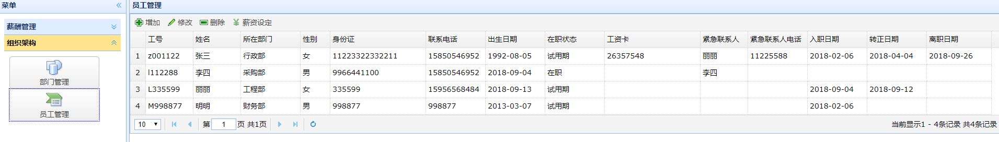 菜单
薪酬管理
组织架构
部门管理
员工管理
员工管理
增加 修改 删除 薪资设定
工号 姓名 所在部门 性别 身份证 联系电话 出生日期 在职状态 工资卡 紧急联系人 紧急联系人电话 入职日期 转正日期 离职日期
1 z001122 张三 行政部 女 11223322332211 15850546952 1992-08-05 试用期 26357548 丽丽 11225588 2018-02-06 2018-04-04 2018-09-26
2 l112288 李四 采购部 男 9966441100 15850546952 2018-09-04 在职 李四
3 L335599 丽丽 工程部 女 335599 15956568484 2018-09-13 试用期 2018-09-04 2018-09-12
4 M998877 明明 财务部 男 998877 998877 2013-03-07 试用期 2018-02-06
10 第 1 页 共1页 当前显示1 - 4条记录 共4条记录